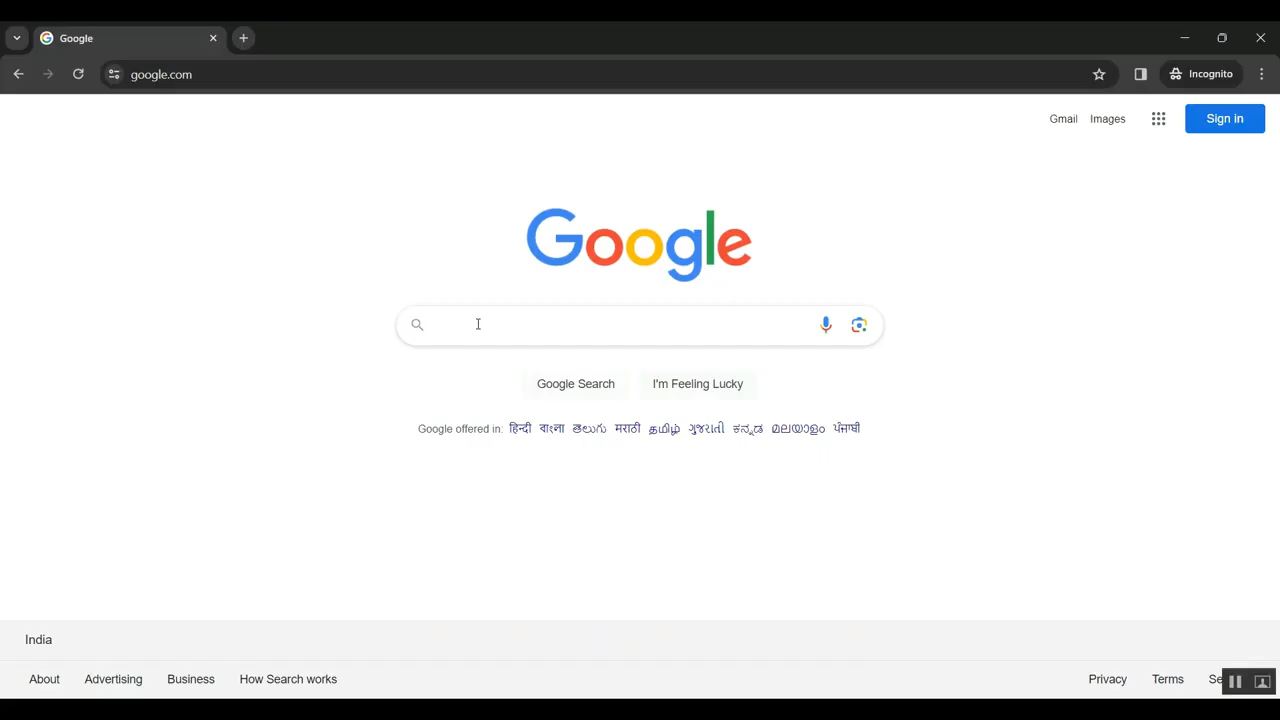 Google
google.com
Incognito
Gmail Images Sign in
Google
Google Search I'm Feeling Lucky
Google offered in: हिन्दी বাংলা తెలుగు मराठी தமிழ் ગુજરાતી ಕನ್ನಡ മലയാളം ਪੰਜਾਬੀ
India
About Advertising Business How Search works Privacy Terms Se